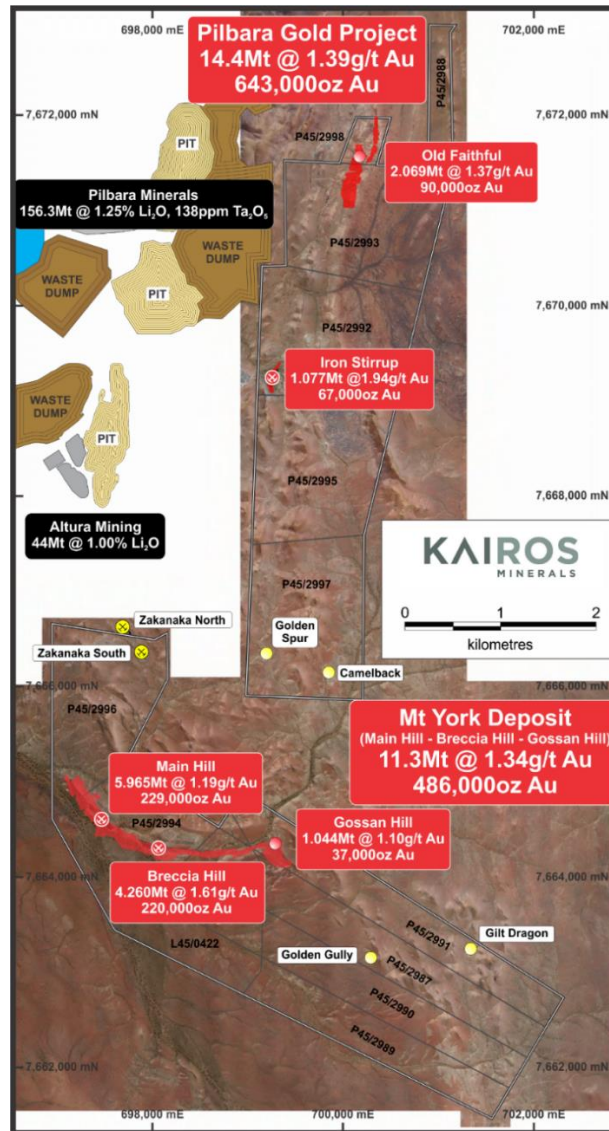 698,000 mE
702,000 mE
Pilbara Gold Project
14.4Mt @ 1.39g/t Au
643,000oz Au
P45/2988
7,672,000 mN
7,672,000 mN
PIT
P45/2998
Old Faithful
2.069Mt @ 1.37g/t Au
90,000oz Au
Pilbara Minerals
156.3Mt @ 1.25% Li₂O, 138ppm Ta₂O₅
P45/2993
WASTE
DUMP
WASTE
DUMP
PIT
7,670,000 mN
P45/2992
Iron Stirrup
1.077Mt @1.94g/t Au
67,000oz Au
WASTE
DUMP
PIT
P45/2995
7,668,000 mN
Altura Mining
44Mt @ 1.00% Li₂O
KAIROS
MINERALS
0 1 2
kilometres
P45/2997
Zakanaka North
Zakanaka South
Golden
Spur
Camelback
7,666,000 mN
7,666,000 mN
P45/2996
Mt York Deposit
(Main Hill - Breccia Hill - Gossan Hill)
11.3Mt @ 1.34g/t Au
486,000oz Au
Main Hill
5.965Mt @ 1.19g/t Au
229,000oz Au
P45/2994
Gossan Hill
1.044Mt @ 1.10g/t Au
37,000oz Au
Breccia Hill
4.260Mt @ 1.61g/t Au
220,000oz Au
7,664,000 mN
7,664,000 mN
L45/0422
P45/2991
Gilt Dragon
Golden Gully
P45/2987
P45/2990
P45/2989
7,662,000 mN
7,662,000 mN
698,000 mE
700,000 mE
702,000 mE